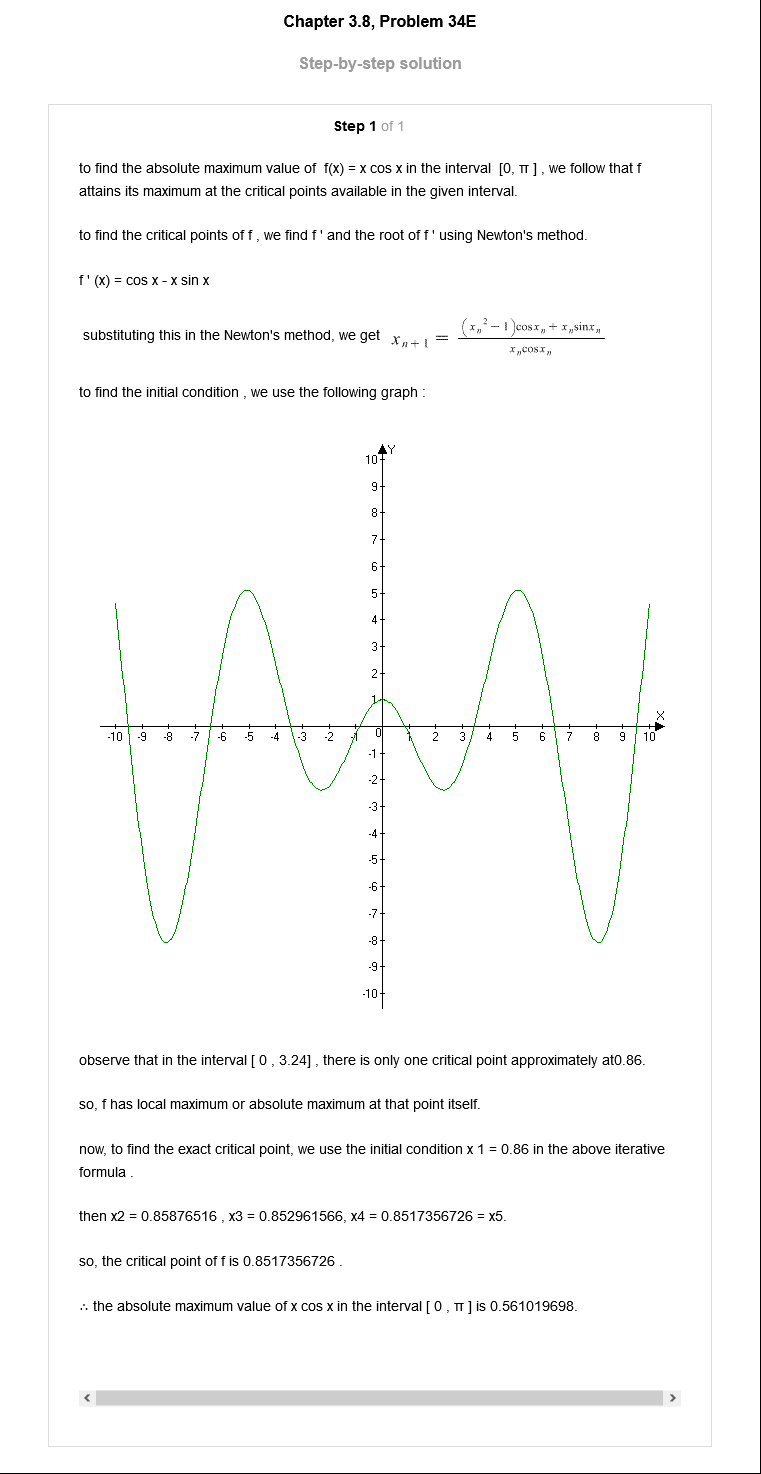 Chapter 3.8, Problem 34E
Step-by-step solution
Step 1 of 1
to find the absolute maximum value of f(x) = x cos x in the interval [0, π ] , we follow that f
attains its maximum at the critical points available in the given interval.
to find the critical points of f , we find f ' and the root of f ' using Newton's method.
f ' (x) = cos x - x sin x
substituting this in the Newton's method, we get x_{n+1} = ((x_n^2 − 1)cosx_n + x_nsinx_n) / (x_ncosx_n)
to find the initial condition , we use the following graph :
Y
10
9
8
7
6
5
4
3
2
1
X
-10 -9 -8 -7 -6 -5 -4 -3 -2 -1 0 1 2 3 4 5 6 7 8 9 10
-1
-2
-3
-4
-5
-6
-7
-8
-9
-10
observe that in the interval [ 0 , 3.24] , there is only one critical point approximately at0.86.
so, f has local maximum or absolute maximum at that point itself.
now, to find the exact critical point, we use the initial condition x 1 = 0.86 in the above iterative
formula .
then x2 = 0.85876516 , x3 = 0.852961566, x4 = 0.8517356726 = x5.
so, the critical point of f is 0.8517356726 .
∴ the absolute maximum value of x cos x in the interval [ 0 , π ] is 0.561019698.